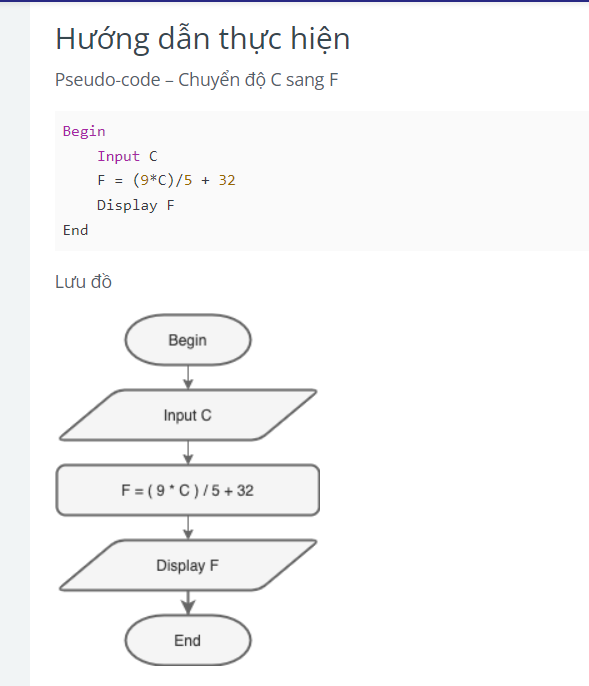 Hướng dẫn thực hiện
Pseudo-code – Chuyển độ C sang F
Begin
Input C
F = (9*C)/5 + 32
Display F
End
Lưu đồ
Begin
Input C
F = ( 9 * C ) / 5 + 32
Display F
End